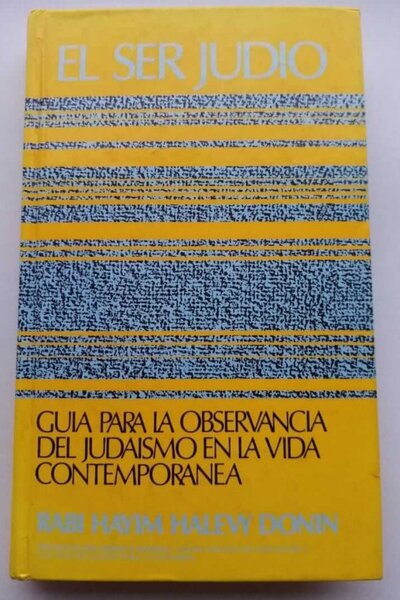 EL SER JUDIO
GUIA PARA LA OBSERVANCIA
DEL JUDAISMO EN LA VIDA
CONTEMPORANEA
RABI HAYIM HALEVY DONIN